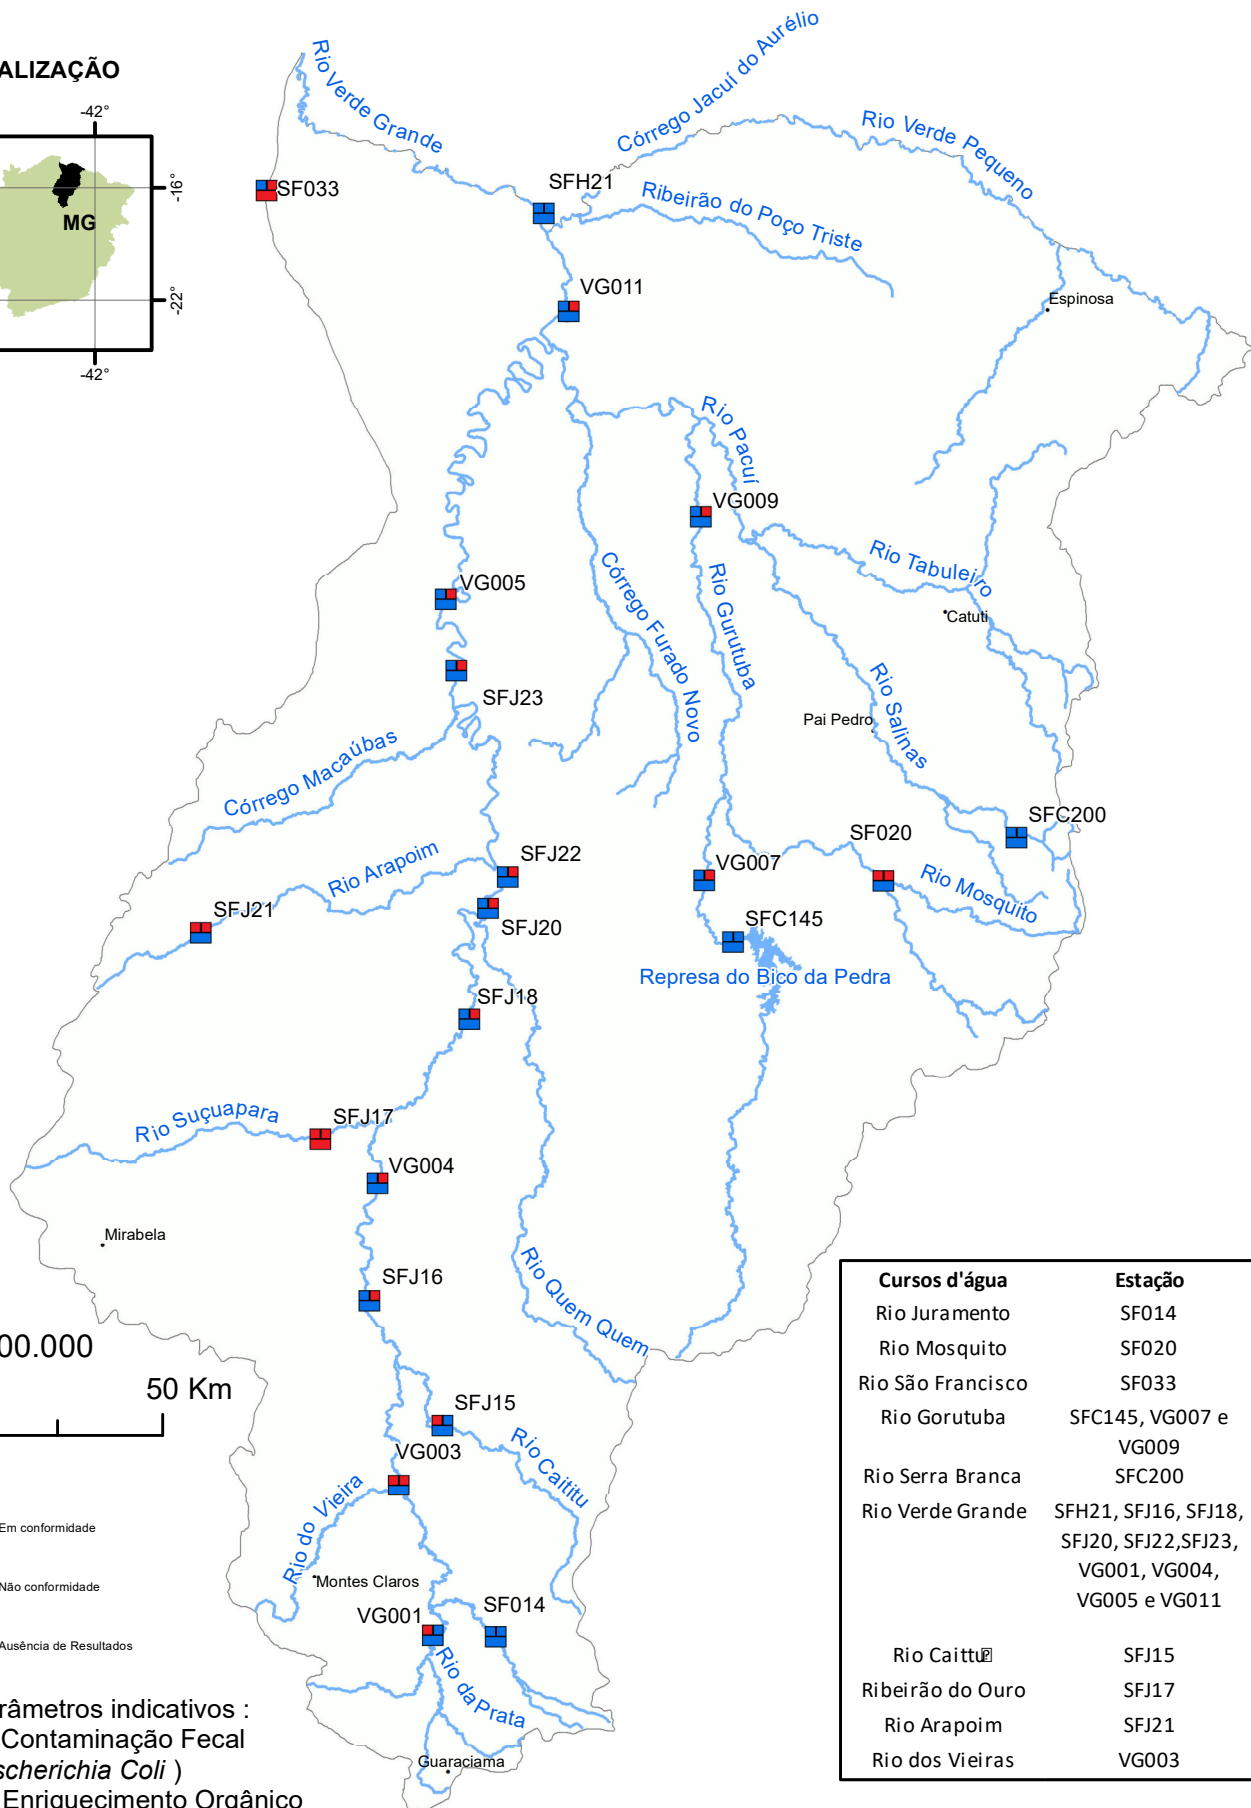 ALIZAÇÃO
-42°
-16°
MG
-22°
-42°
Rio Verde Grande
Córrego Jacuí do Aurélio
Rio Verde Pequeno
SF033
SFH21
Ribeirão do Poço Triste
VG011
Espinosa
Rio Pacuí
VG009
Rio Tabuleiro
VG005
Córrego Furado Novo
Rio Gurutuba
Catuti
SFJ23
Rio Salinas
Pai Pedro
Córrego Macaúbas
SFC200
SF020
Rio Arapoim
SFJ22
VG007
Rio Mosquito
SFJ21
SFJ20
SFC145
Represa do Bico da Pedra
SFJ18
Rio Suçuapara
SFJ17
VG004
Mirabela
Rio Quem Quem
SFJ16
00.000
50 Km
SFJ15
VG003
Rio Caititu
Rio do Vieira
Em conformidade
Não conformidade
Montes Claros
VG001
SF014
Ausência de Resultados
Rio da Prata
râmetros indicativos :
Contaminação Fecal
scherichia Coli )
Enriquecimento Orgânico
Guaraciama
Cursos d'água Estação
Rio Juramento SF014
Rio Mosquito SF020
Rio São Francisco SF033
Rio Gorutuba SFC145, VG007 e
VG009
Rio Serra Branca SFC200
Rio Verde Grande SFH21, SFJ16, SFJ18,
SFJ20, SFJ22,SFJ23,
VG001, VG004,
VG005 e VG011
Rio Caittu SFJ15
Ribeirão do Ouro SFJ17
Rio Arapoim SFJ21
Rio dos Vieiras VG003